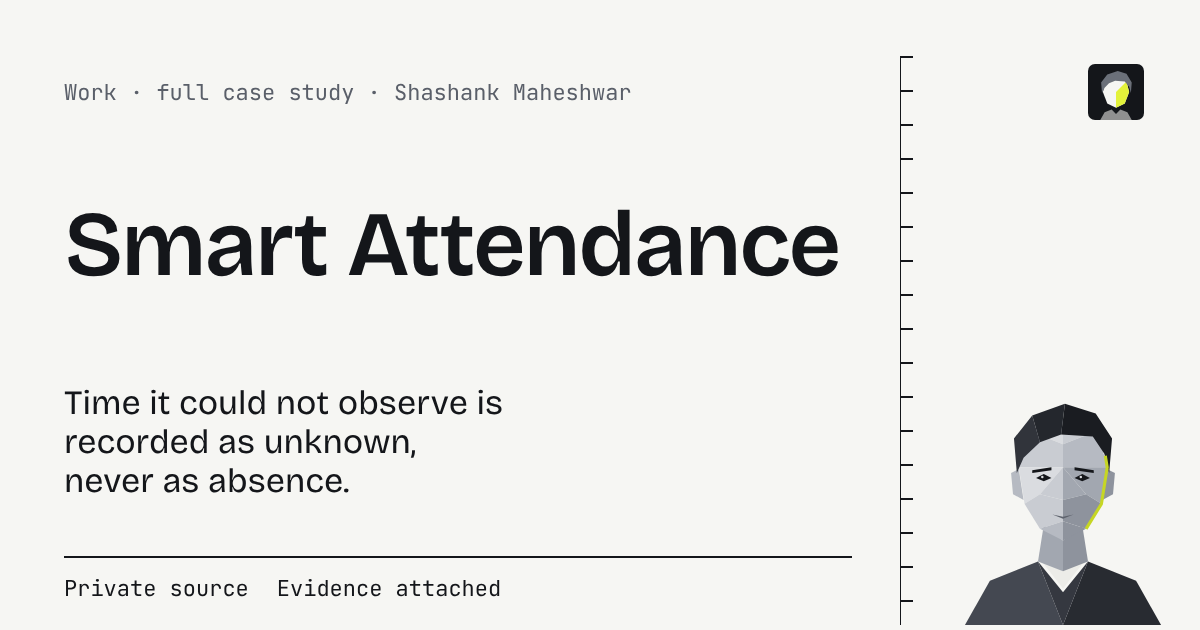 Work · full case study · Shashank Maheshwar
Smart Attendance
Time it could not observe is
recorded as unknown,
never as absence.
Private source  Evidence attached